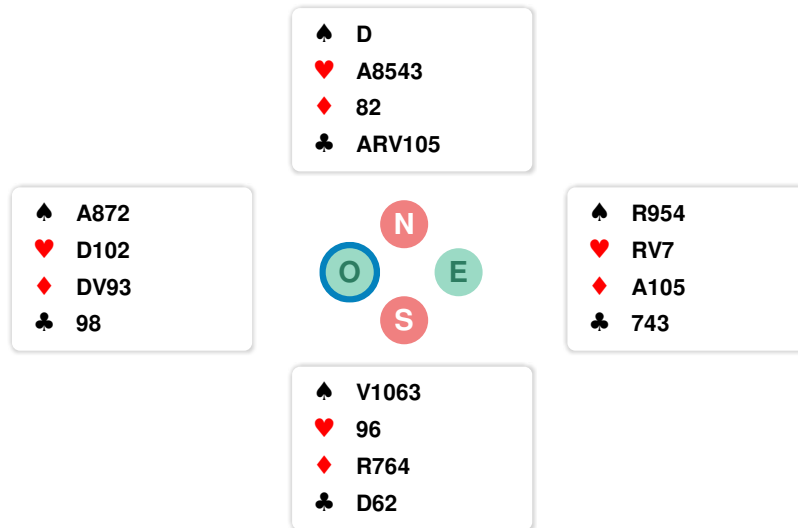 ♠ D
♥ A8543
♦ 82
♣ ARV105
♠ A872
♥ D102
♦ DV93
♣ 98
N
O E
S
♠ R954
♥ RV7
♦ A105
♣ 743
♠ V1063
♥ 96
♦ R764
♣ D62